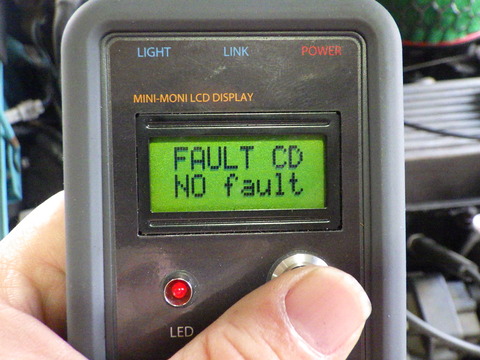 LIGHT LINK POWER
MINI-MONI LCD DISPLAY
FAULT CD
NO fault
LED